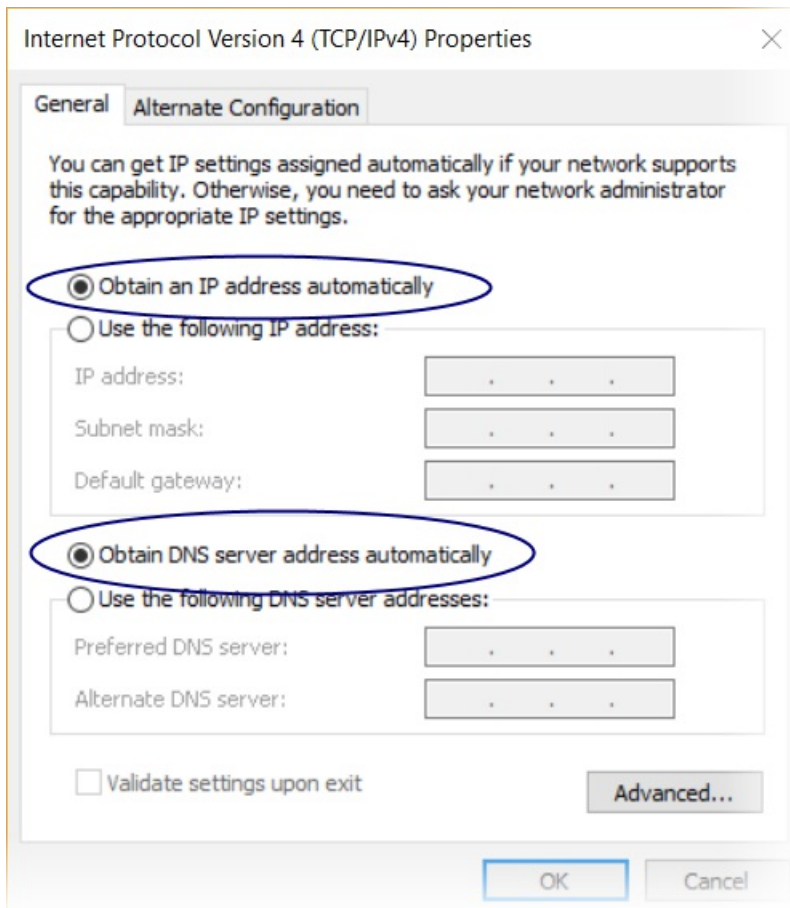 Internet Protocol Version 4 (TCP/IPv4) Properties
General
Alternate Configuration
You can get IP settings assigned automatically if your network supports
this capability. Otherwise, you need to ask your network administrator
for the appropriate IP settings.
Obtain an IP address automatically
Use the following IP address:
IP address:
Subnet mask:
Default gateway:
Obtain DNS server address automatically
Use the following DNS server addresses:
Preferred DNS server:
Alternate DNS server:
Validate settings upon exit
Advanced...
OK
Cancel